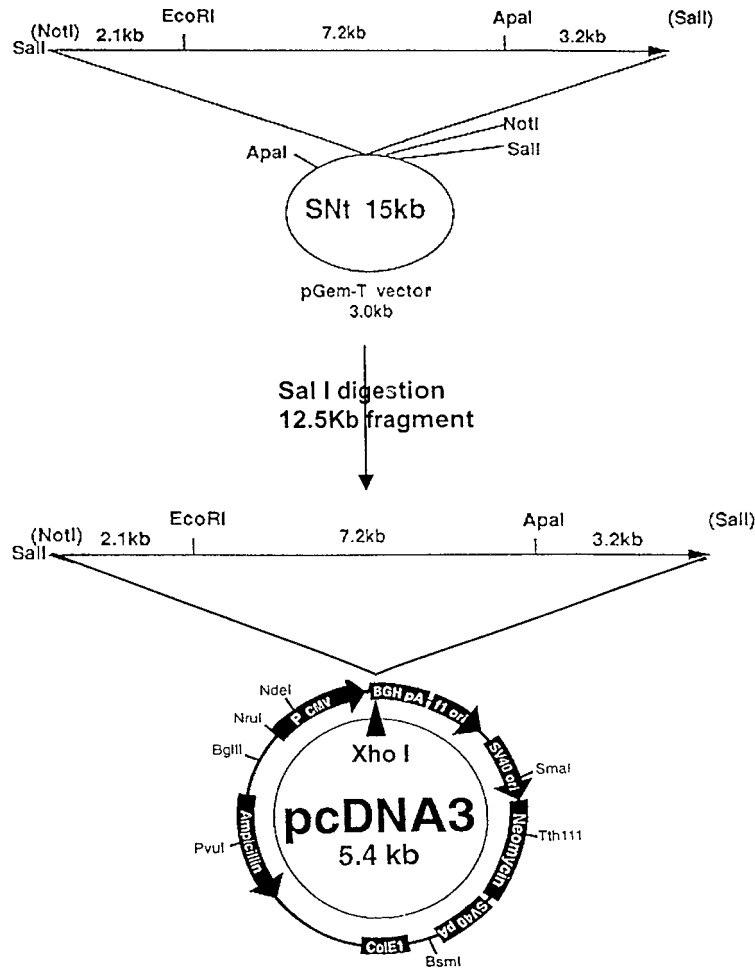 EcoRI ApaI (SalI)
(NotI) 2.1kb 7.2kb 3.2kb
SalI
NotI
ApaI SalI
SNt 15kb
pGem-T vector
3.0kb
Sal I digestion
12.5Kb fragment
EcoRI ApaI (SalI)
(NotI) 2.1kb 7.2kb 3.2kb
SalI
NdeI P CMV BGH pA f1 ori
NruI
Xho I
BglII SV40 ori SmaI
pcDNA3
5.4 kb
Ampicillin Neomycin Tth111
PvuI
SV40 pA
ColE1
BsmI